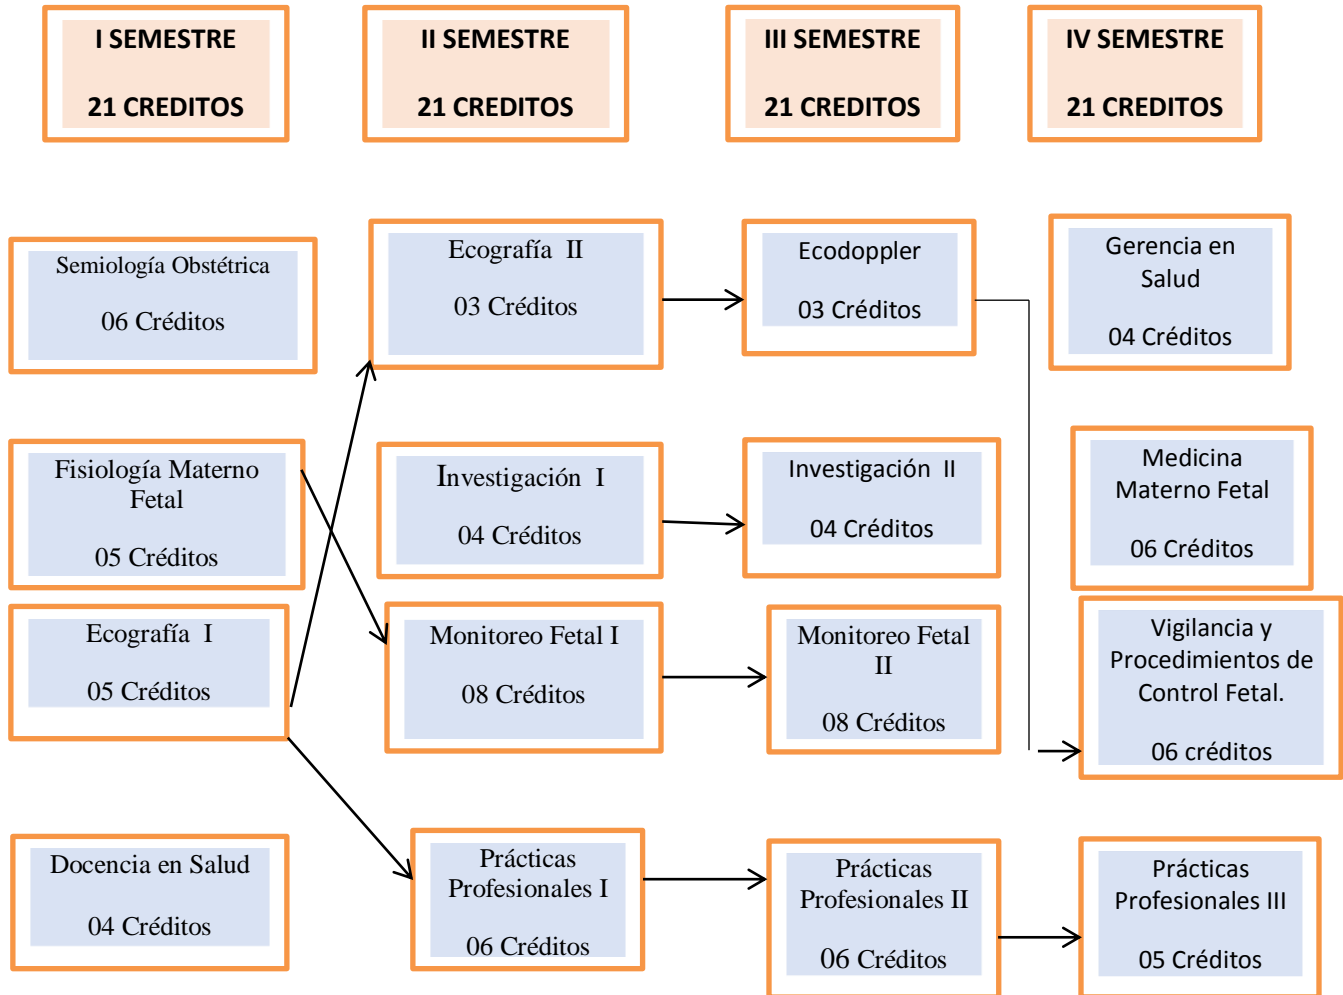 I SEMESTRE
21 CREDITOS
II SEMESTRE
21 CREDITOS
III SEMESTRE
21 CREDITOS
IV SEMESTRE
21 CREDITOS
Semiología Obstétrica
06 Créditos
Ecografía II
03 Créditos
Ecodoppler
03 Créditos
Gerencia en
Salud
04 Créditos
Fisiología Materno
Fetal
05 Créditos
Investigación I
04 Créditos
Investigación II
04 Créditos
Medicina
Materno Fetal
06 Créditos
Ecografía I
05 Créditos
Monitoreo Fetal I
08 Créditos
Monitoreo Fetal
II
08 Créditos
Vigilancia y
Procedimientos de
Control Fetal.
06 créditos
Docencia en Salud
04 Créditos
Prácticas
Profesionales I
06 Créditos
Prácticas
Profesionales II
06 Créditos
Prácticas
Profesionales III
05 Créditos